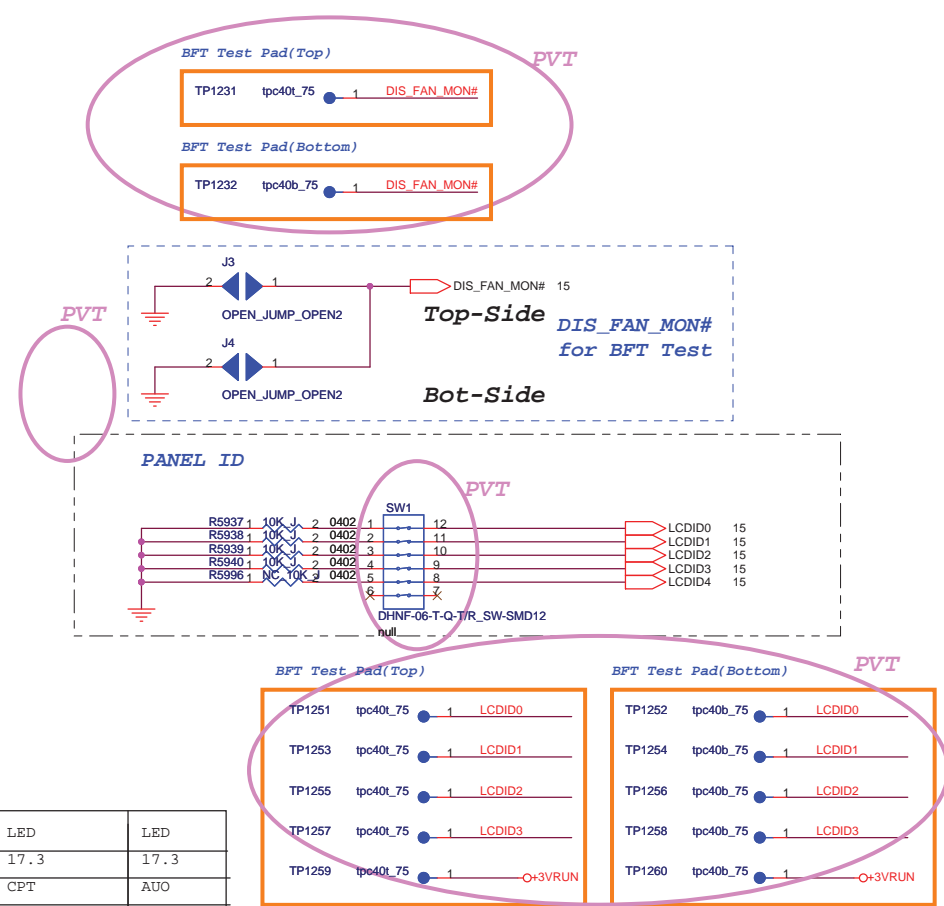 BFT Test Pad(Top)
PVT
TP1231 tpc40t_75 1 DIS_FAN_MON#
BFT Test Pad(Bottom)
TP1232 tpc40b_75 1 DIS_FAN_MON#
J3
2 1
OPEN_JUMP_OPEN2
DIS_FAN_MON# 15
Top-Side
DIS_FAN_MON#
for BFT Test
PVT
J4
2 1
OPEN_JUMP_OPEN2
Bot-Side
PANEL ID
PVT
SW1
R5937 1 10K_J 2 0402 1 12 LCDID0 15
R5938 1 10K_J 2 0402 2 11 LCDID1 15
R5939 1 10K_J 2 0402 3 10 LCDID2 15
R5940 1 10K_J 2 0402 4 9 LCDID3 15
R5996 1 NC_10K_J 2 0402 5 8 LCDID4 15
6 7
DHNF-06-T-Q-T/R_SW-SMD12
null
BFT Test Pad(Top)
BFT Test Pad(Bottom)
PVT
TP1251 tpc40t_75 1 LCDID0
TP1252 tpc40b_75 1 LCDID0
TP1253 tpc40t_75 1 LCDID1
TP1254 tpc40b_75 1 LCDID1
TP1255 tpc40t_75 1 LCDID2
TP1256 tpc40b_75 1 LCDID2
TP1257 tpc40t_75 1 LCDID3
TP1258 tpc40b_75 1 LCDID3
TP1259 tpc40t_75 1 +3VRUN
TP1260 tpc40b_75 1 +3VRUN
LED LED
17.3 17.3
CPT AUO